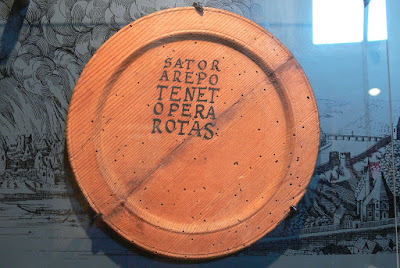 SATOR
AREPO
TENET
OPERA
ROTAS